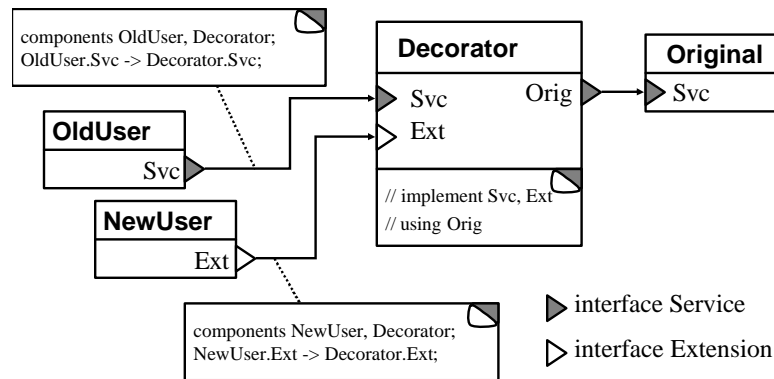 components OldUser, Decorator;
OldUser.Svc -> Decorator.Svc;
Decorator
Svc
Orig
Ext
// implement Svc, Ext
// using Orig
Original
Svc
OldUser
Svc
NewUser
Ext
components NewUser, Decorator;
NewUser.Ext -> Decorator.Ext;
interface Service
interface Extension